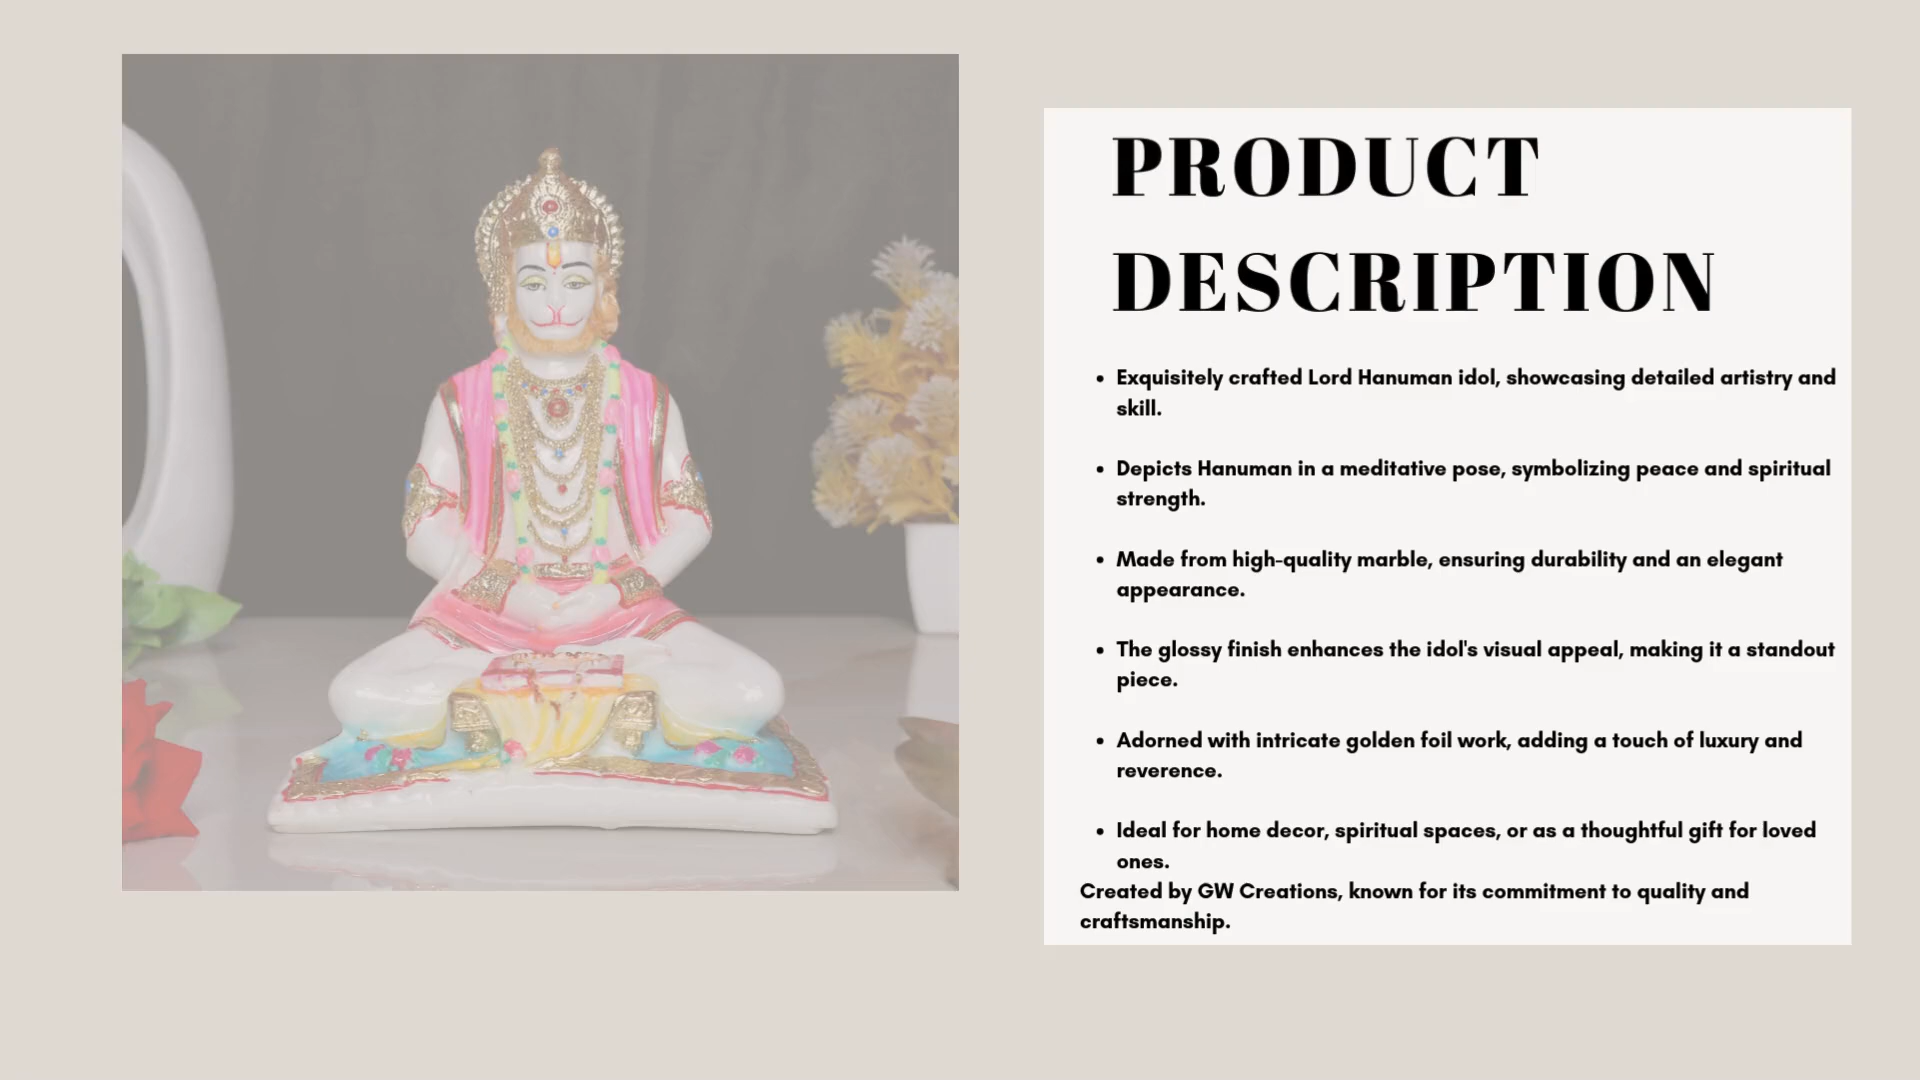 PRODUCT
DESCRIPTION
• Exquisitely crafted Lord Hanuman idol, showcasing detailed artistry and
skill.
• Depicts Hanuman in a meditative pose, symbolizing peace and spiritual
strength.
• Made from high-quality marble, ensuring durability and an elegant
appearance.
• The glossy finish enhances the idol's visual appeal, making it a standout
piece.
• Adorned with intricate golden foil work, adding a touch of luxury and
reverence.
• Ideal for home decor, spiritual spaces, or as a thoughtful gift for loved
ones.
Created by GW Creations, known for its commitment to quality and
craftsmanship.